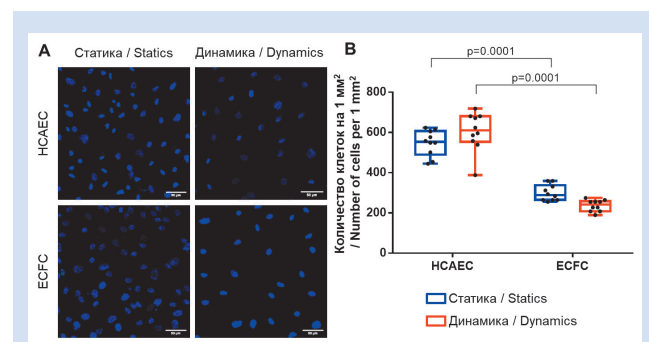 A
Статика / Statics
Динамика / Dynamics
HCAEC
ECFC
B
p=0.0001
p=0.0001
Количество клеток на 1 мм²
/ Number of cells per 1 mm²
800
600
400
200
0
HCAEC
ECFC
Статика / Statics
Динамика / Dynamics